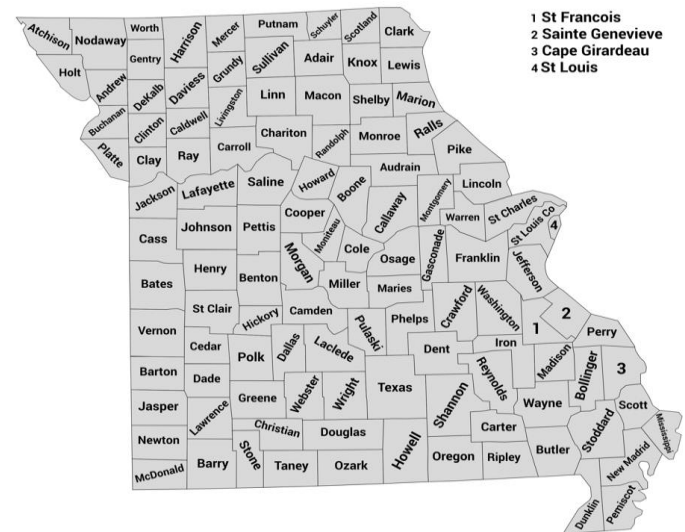 1 St Francois
2 Sainte Genevieve
3 Cape Girardeau
4 St Louis
Atchison
Nodaway
Worth
Harrison
Mercer
Putnam
Schuyler
Scotland
Clark
Holt
Andrew
Gentry
DeKalb
Daviess
Grundy
Sullivan
Adair
Knox
Lewis
Buchanan
Clinton
Caldwell
Livingston
Linn
Macon
Shelby
Marion
Platte
Clay
Ray
Carroll
Chariton
Randolph
Monroe
Ralls
Pike
Jackson
Lafayette
Saline
Howard
Boone
Audrain
Callaway
Montgomery
Lincoln
Warren
St Charles
St Louis Co
4
Cass
Johnson
Pettis
Cooper
Moniteau
Cole
Osage
Gasconade
Franklin
Jefferson
Bates
Henry
Benton
Morgan
Miller
Maries
Crawford
Washington
1
2
Perry
Vernon
St Clair
Hickory
Camden
Pulaski
Phelps
Dent
Iron
Madison
Bollinger
3
Barton
Cedar
Polk
Dallas
Laclede
Texas
Reynolds
Wayne
Scott
Dade
Jasper
Lawrence
Greene
Webster
Wright
Shannon
Carter
Stoddard
Mississippi
Newton
Christian
Douglas
Howell
Oregon
Ripley
Butler
New Madrid
McDonald
Barry
Stone
Taney
Ozark
Dunklin
Pemiscot